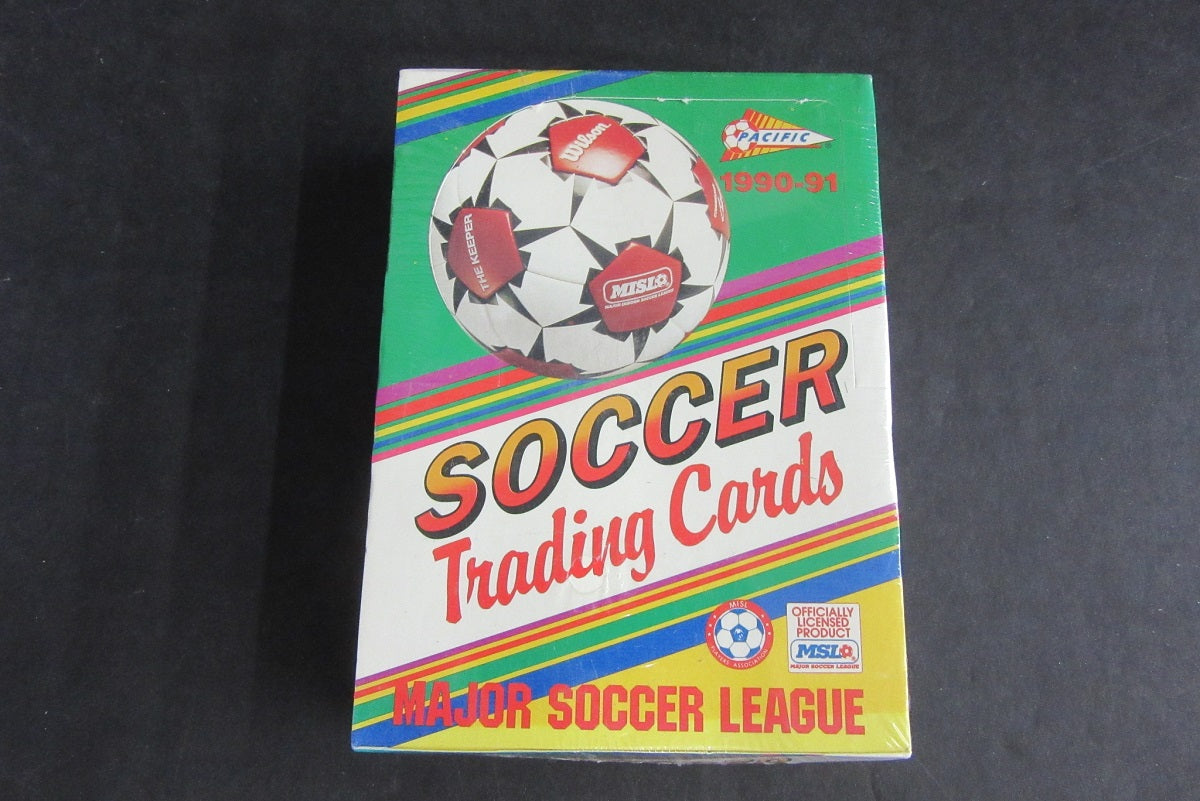 Wilson
PACIFIC
®
1990-91
THE KEEPER
MISL
MAJOR INDOOR SOCCER LEAGUE
SOCCER
Trading Cards
MISL
PLAYERS ASSOCIATION
OFFICIALLY
LICENSED
PRODUCT
MSL
MAJOR SOCCER LEAGUE
MAJOR SOCCER LEAGUE